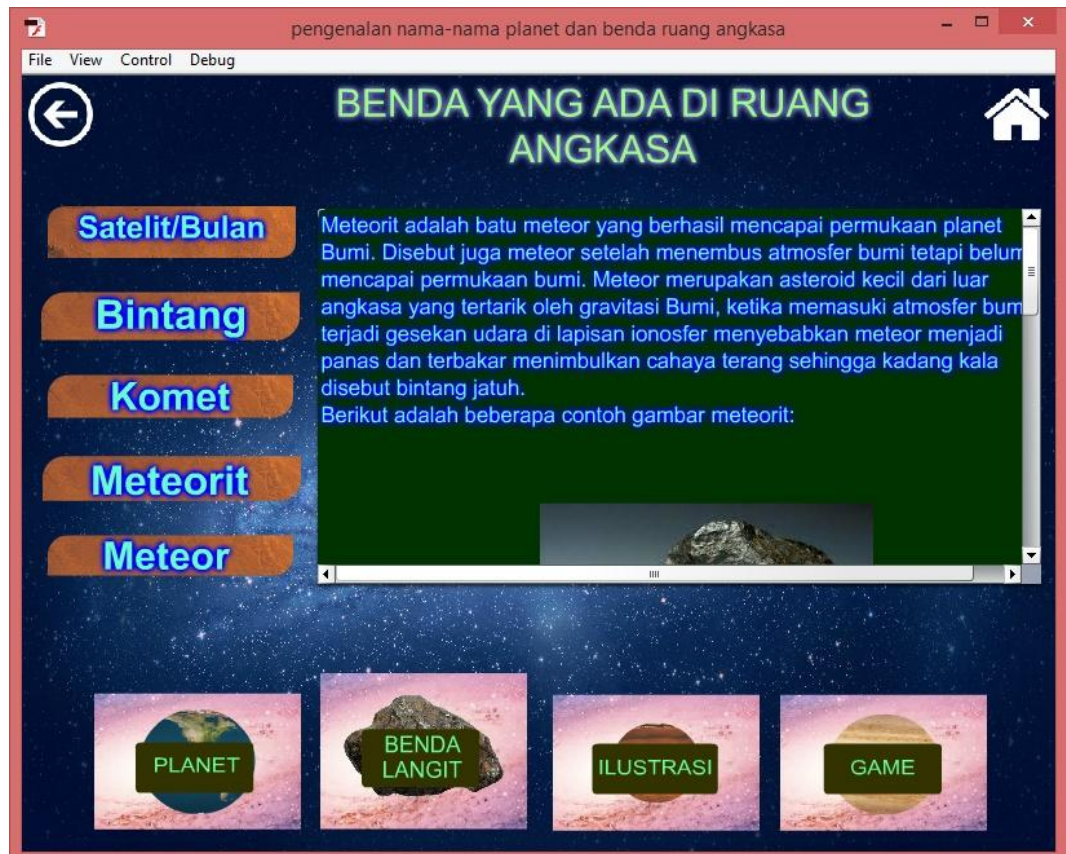 pengenalan nama-nama planet dan benda ruang angkasa
File View Control Debug
BENDA YANG ADA DI RUANG
ANGKASA
Satelit/Bulan
Bintang
Komet
Meteorit
Meteor
Meteorit adalah batu meteor yang berhasil mencapai permukaan planet
Bumi. Disebut juga meteor setelah menembus atmosfer bumi tetapi belum
mencapai permukaan bumi. Meteor merupakan asteroid kecil dari luar
angkasa yang tertarik oleh gravitasi Bumi, ketika memasuki atmosfer bum
terjadi gesekan udara di lapisan ionosfer menyebabkan meteor menjadi
panas dan terbakar menimbulkan cahaya terang sehingga kadang kala
disebut bintang jatuh.
Berikut adalah beberapa contoh gambar meteorit:
PLANET
BENDA
LANGIT
ILUSTRASI
GAME